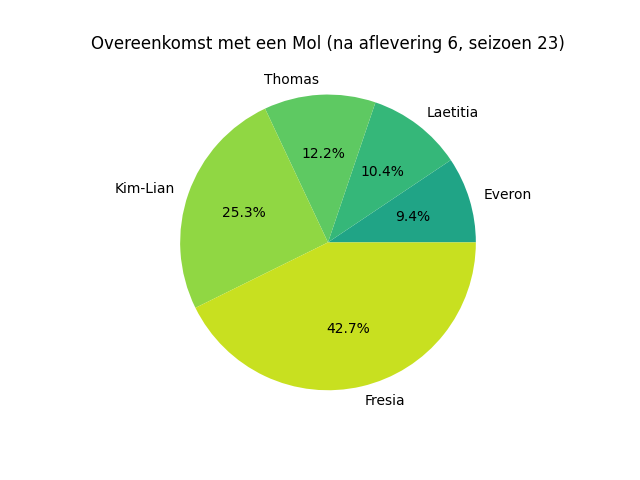 Overeenkomst met een Mol (na aflevering 6, seizoen 23)
Thomas
Laetitia
12.2%
10.4%
Kim-Lian
Everon
25.3%
9.4%
42.7%
Fresia